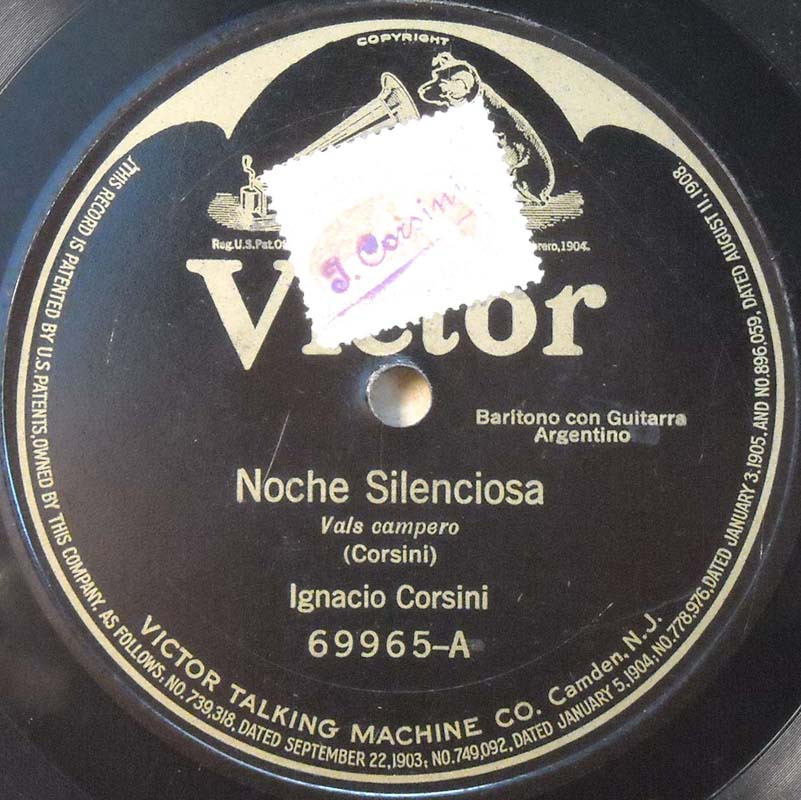 COPYRIGHT
I. Corsini
Reg.U.S.Pat.Of
rero,1904.
Victor
Baritono con Guitarra
Argentino
Noche Silenciosa
Vals campero
(Corsini)
Ignacio Corsini
69965-A
VICTOR TALKING MACHINE CO. Camden, N.J.
THIS RECORD IS PATENTED BY U.S. PATENTS, OWNED BY THIS COMPANY, AS FOLLOWS; NO. 739,318, DATED SEPTEMBER 22, 1903; NO. 749,092, DATED JANUARY 5, 1904; NO. 778,976, DATED JANUARY 3, 1905, AND NO. 896,059, DATED AUGUST 11, 1908.